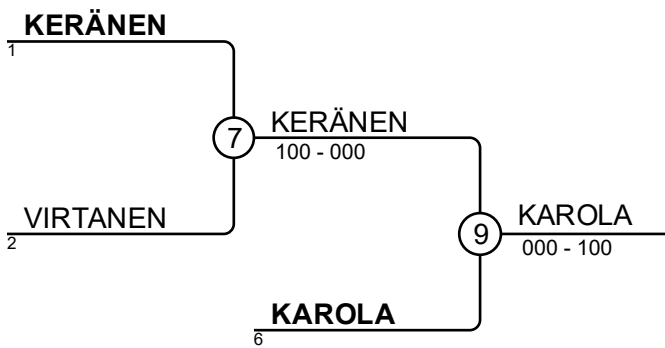 KERÄNEN
1
7
KERÄNEN
100 - 000
VIRTANEN
2
9
KAROLA
000 - 100
KAROLA
6